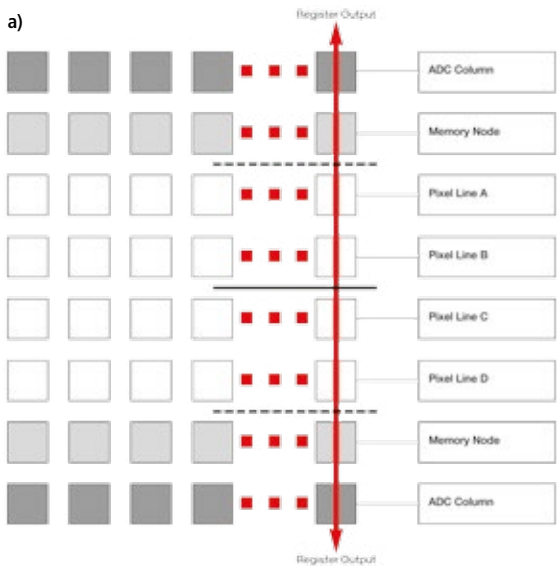 Register Output
a)
ADC Column
Memory Node
Pixel Line A
Pixel Line B
Pixel Line C
Pixel Line D
Memory Node
ADC Column
Register Output